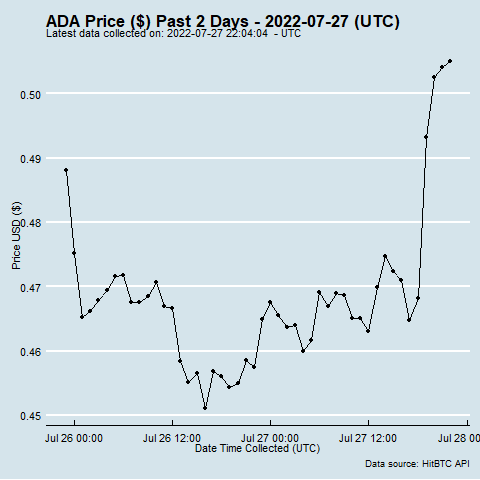 ADA Price ($) Past 2 Days - 2022-07-27 (UTC)
Latest data collected on: 2022-07-27 22:04:04 - UTC
Price USD ($)
0.50
0.49
0.48
0.47
0.46
0.45
Jul 26 00:00 Jul 26 12:00 Jul 27 00:00 Jul 27 12:00 Jul 28 00
Date Time Collected (UTC)
Data source: HitBTC API